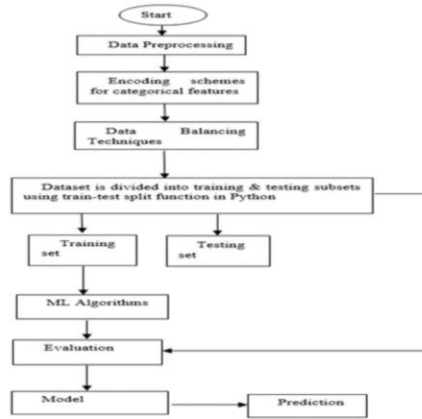 Start
Data Preprocessing
Encoding schemes
for categorical features
Data Balancing
Techniques
Dataset is divided into training & testing subsets
using train-test split function in Python
Training
set
Testing
set
ML Algorithms
Evaluation
Model
Prediction